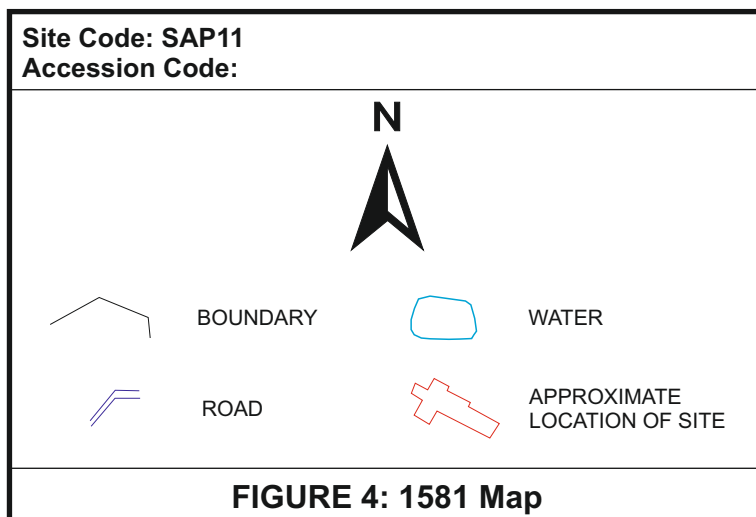 Site Code: SAP11
Accession Code:
N
BOUNDARY
WATER
ROAD
APPROXIMATE
LOCATION OF SITE
FIGURE 4: 1581 Map